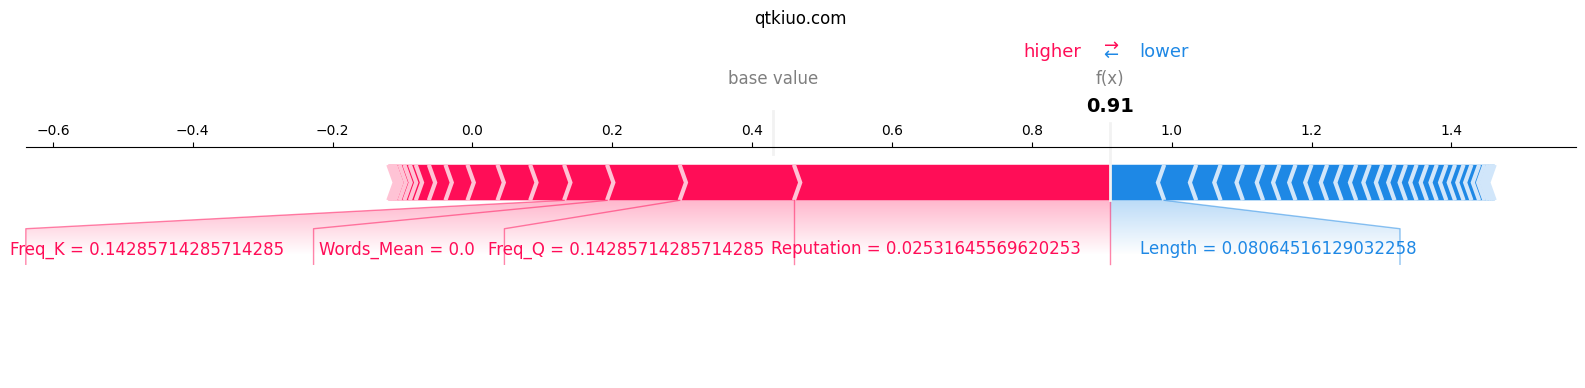 qtkiuo.com
higher ⇄ lower
base value f(x)
0.91
−0.6 −0.4 −0.2 0.0 0.2 0.4 0.6 0.8 1.0 1.2 1.4
Freq_K = 0.14285714285714285 Words_Mean = 0.0 Freq_Q = 0.14285714285714285 Reputation = 0.02531645569620253 Length = 0.08064516129032258